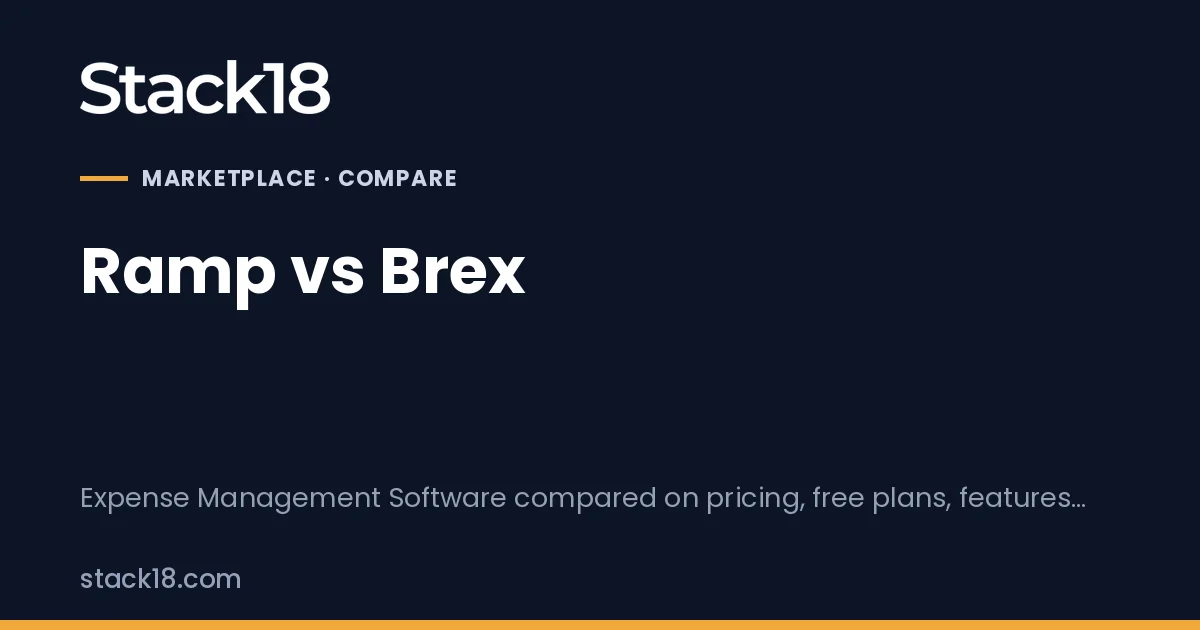 Stack18
MARKETPLACE · COMPARE
Ramp vs Brex
Expense Management Software compared on pricing, free plans, features...
stack18.com